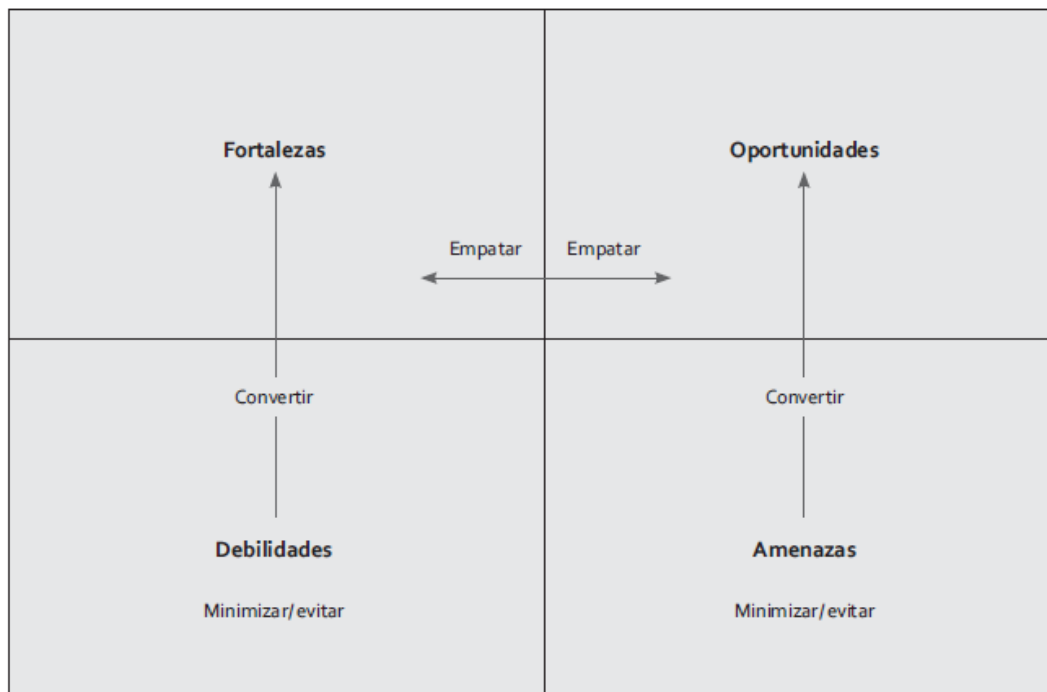 Fortalezas
Oportunidades
Empatar
Empatar
Convertir
Convertir
Debilidades
Amenazas
Minimizar/evitar
Minimizar/evitar